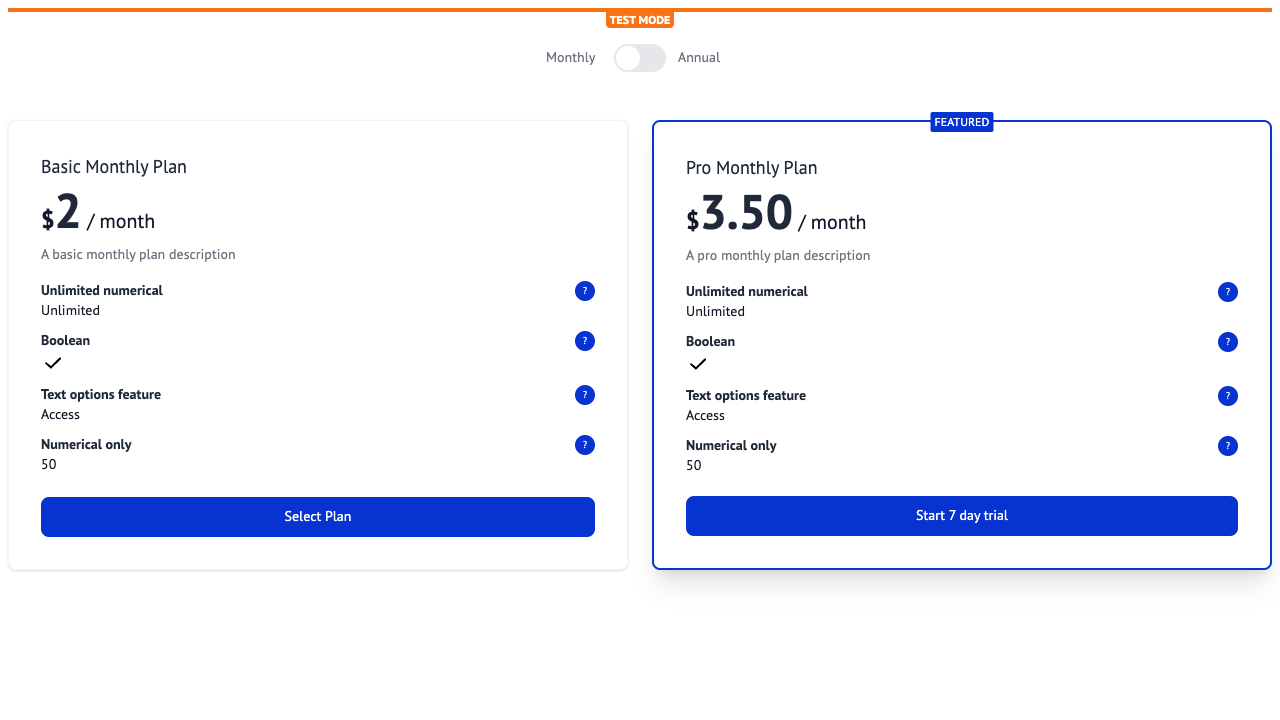 TEST MODE
Monthly Annual
Basic Monthly Plan
$2 / month
A basic monthly plan description
Unlimited numerical ?
Unlimited
Boolean ?
Text options feature ?
Access
Numerical only ?
50
Select Plan
FEATURED
Pro Monthly Plan
$3.50 / month
A pro monthly plan description
Unlimited numerical ?
Unlimited
Boolean ?
Text options feature ?
Access
Numerical only ?
50
Start 7 day trial